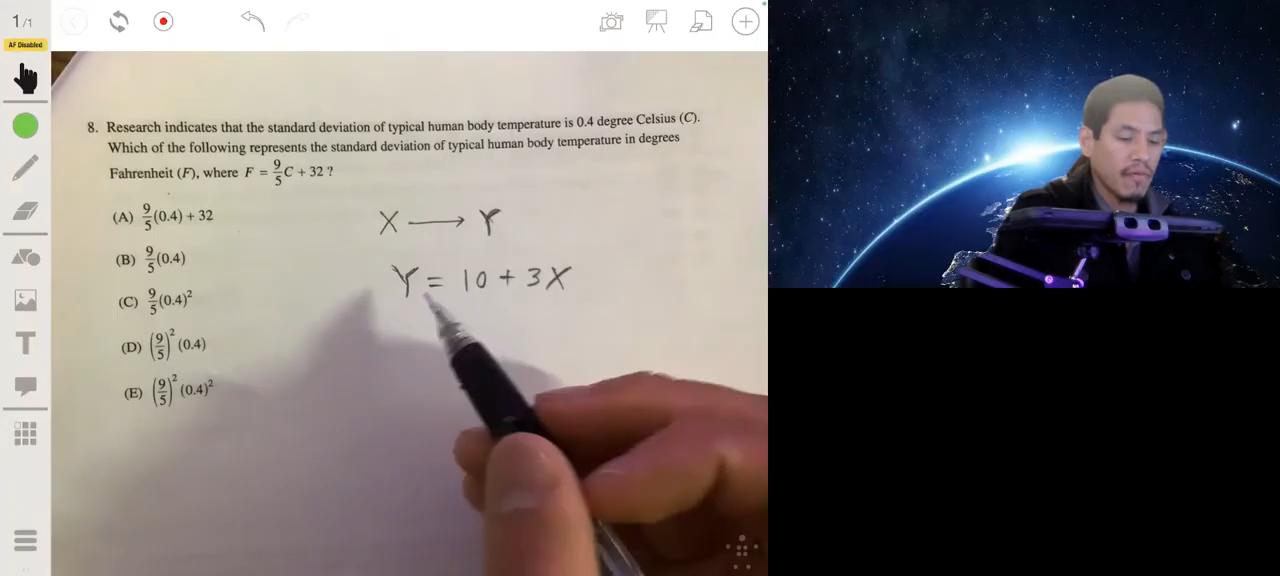 1/1
AF Disabled
8. Research indicates that the standard deviation of typical human body temperature is 0.4 degree Celsius (C).
Which of the following represents the standard deviation of typical human body temperature in degrees
Fahrenheit (F), where F = 9/5 C + 32 ?
(A) 9/5 (0.4) + 32
(B) 9/5 (0.4)
(C) 9/5 (0.4)²
(D) (9/5)² (0.4)
(E) (9/5)² (0.4)²
X → Y
Y = 10 + 3X
T